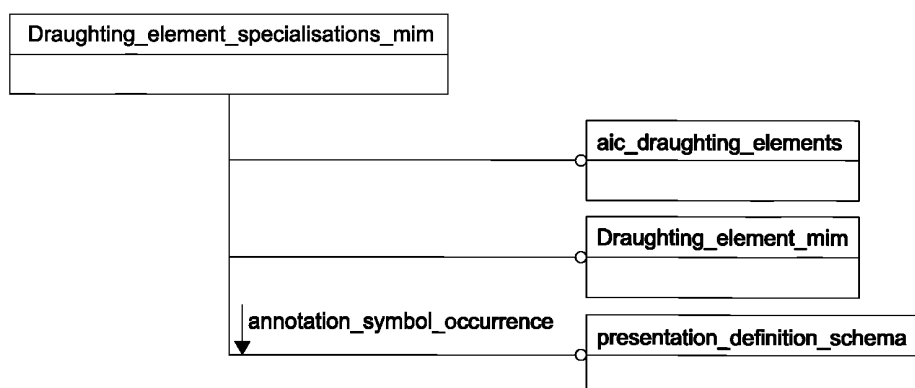 Draughting_element_specialisations_mim
aic_draughting_elements
Draughting_element_mim
annotation_symbol_occurrence
presentation_definition_schema